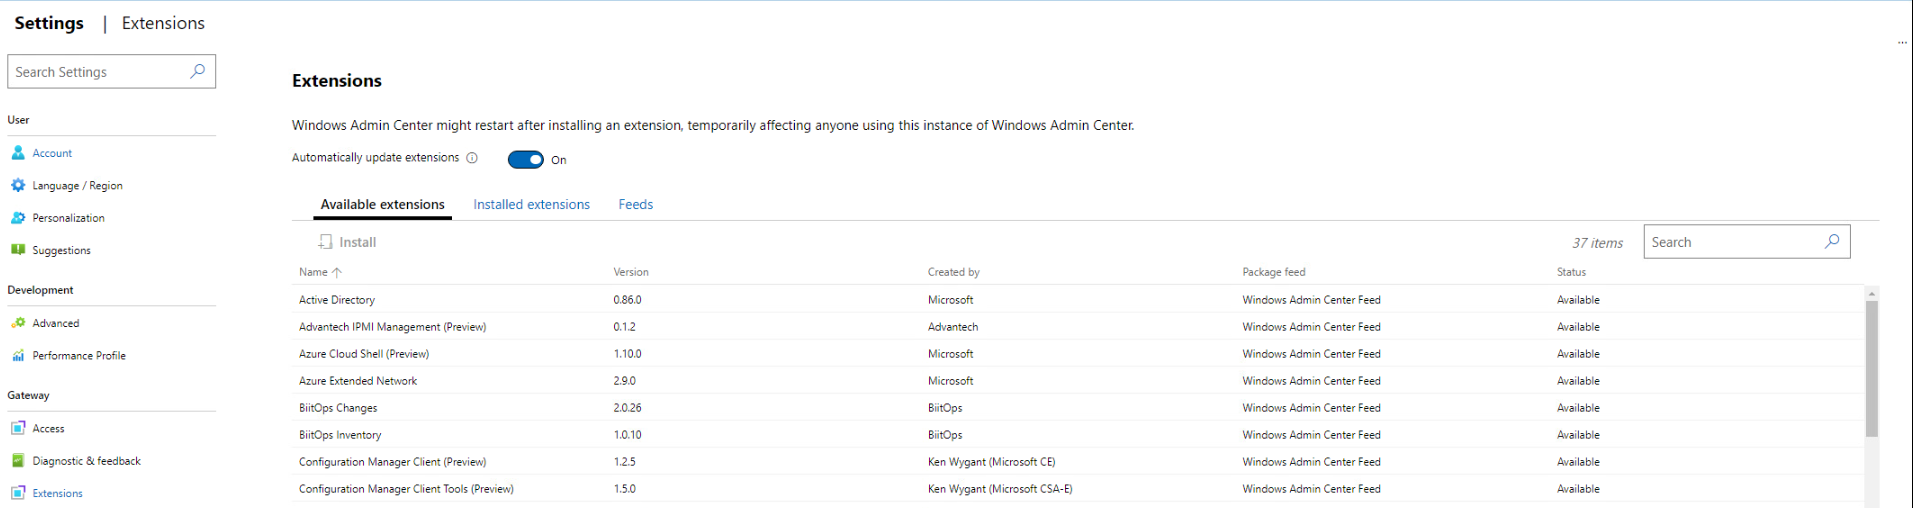 Settings | Extensions
...
Search Settings
User
Account
Language / Region
Personalization
Suggestions
Development
Advanced
Performance Profile
Gateway
Access
Diagnostic & feedback
Extensions
Extensions
Windows Admin Center might restart after installing an extension, temporarily affecting anyone using this instance of Windows Admin Center.
Automatically update extensions On
Available extensions Installed extensions Feeds
Install 37 items Search
Name Version Created by Package feed Status
Active Directory 0.86.0 Microsoft Windows Admin Center Feed Available
Advantech IPMI Management (Preview) 0.1.2 Advantech Windows Admin Center Feed Available
Azure Cloud Shell (Preview) 1.10.0 Microsoft Windows Admin Center Feed Available
Azure Extended Network 2.9.0 Microsoft Windows Admin Center Feed Available
BiitOps Changes 2.0.26 BiitOps Windows Admin Center Feed Available
BiitOps Inventory 1.0.10 BiitOps Windows Admin Center Feed Available
Configuration Manager Client (Preview) 1.2.5 Ken Wygant (Microsoft CE) Windows Admin Center Feed Available
Configuration Manager Client Tools (Preview) 1.5.0 Ken Wygant (Microsoft CSA-E) Windows Admin Center Feed Available